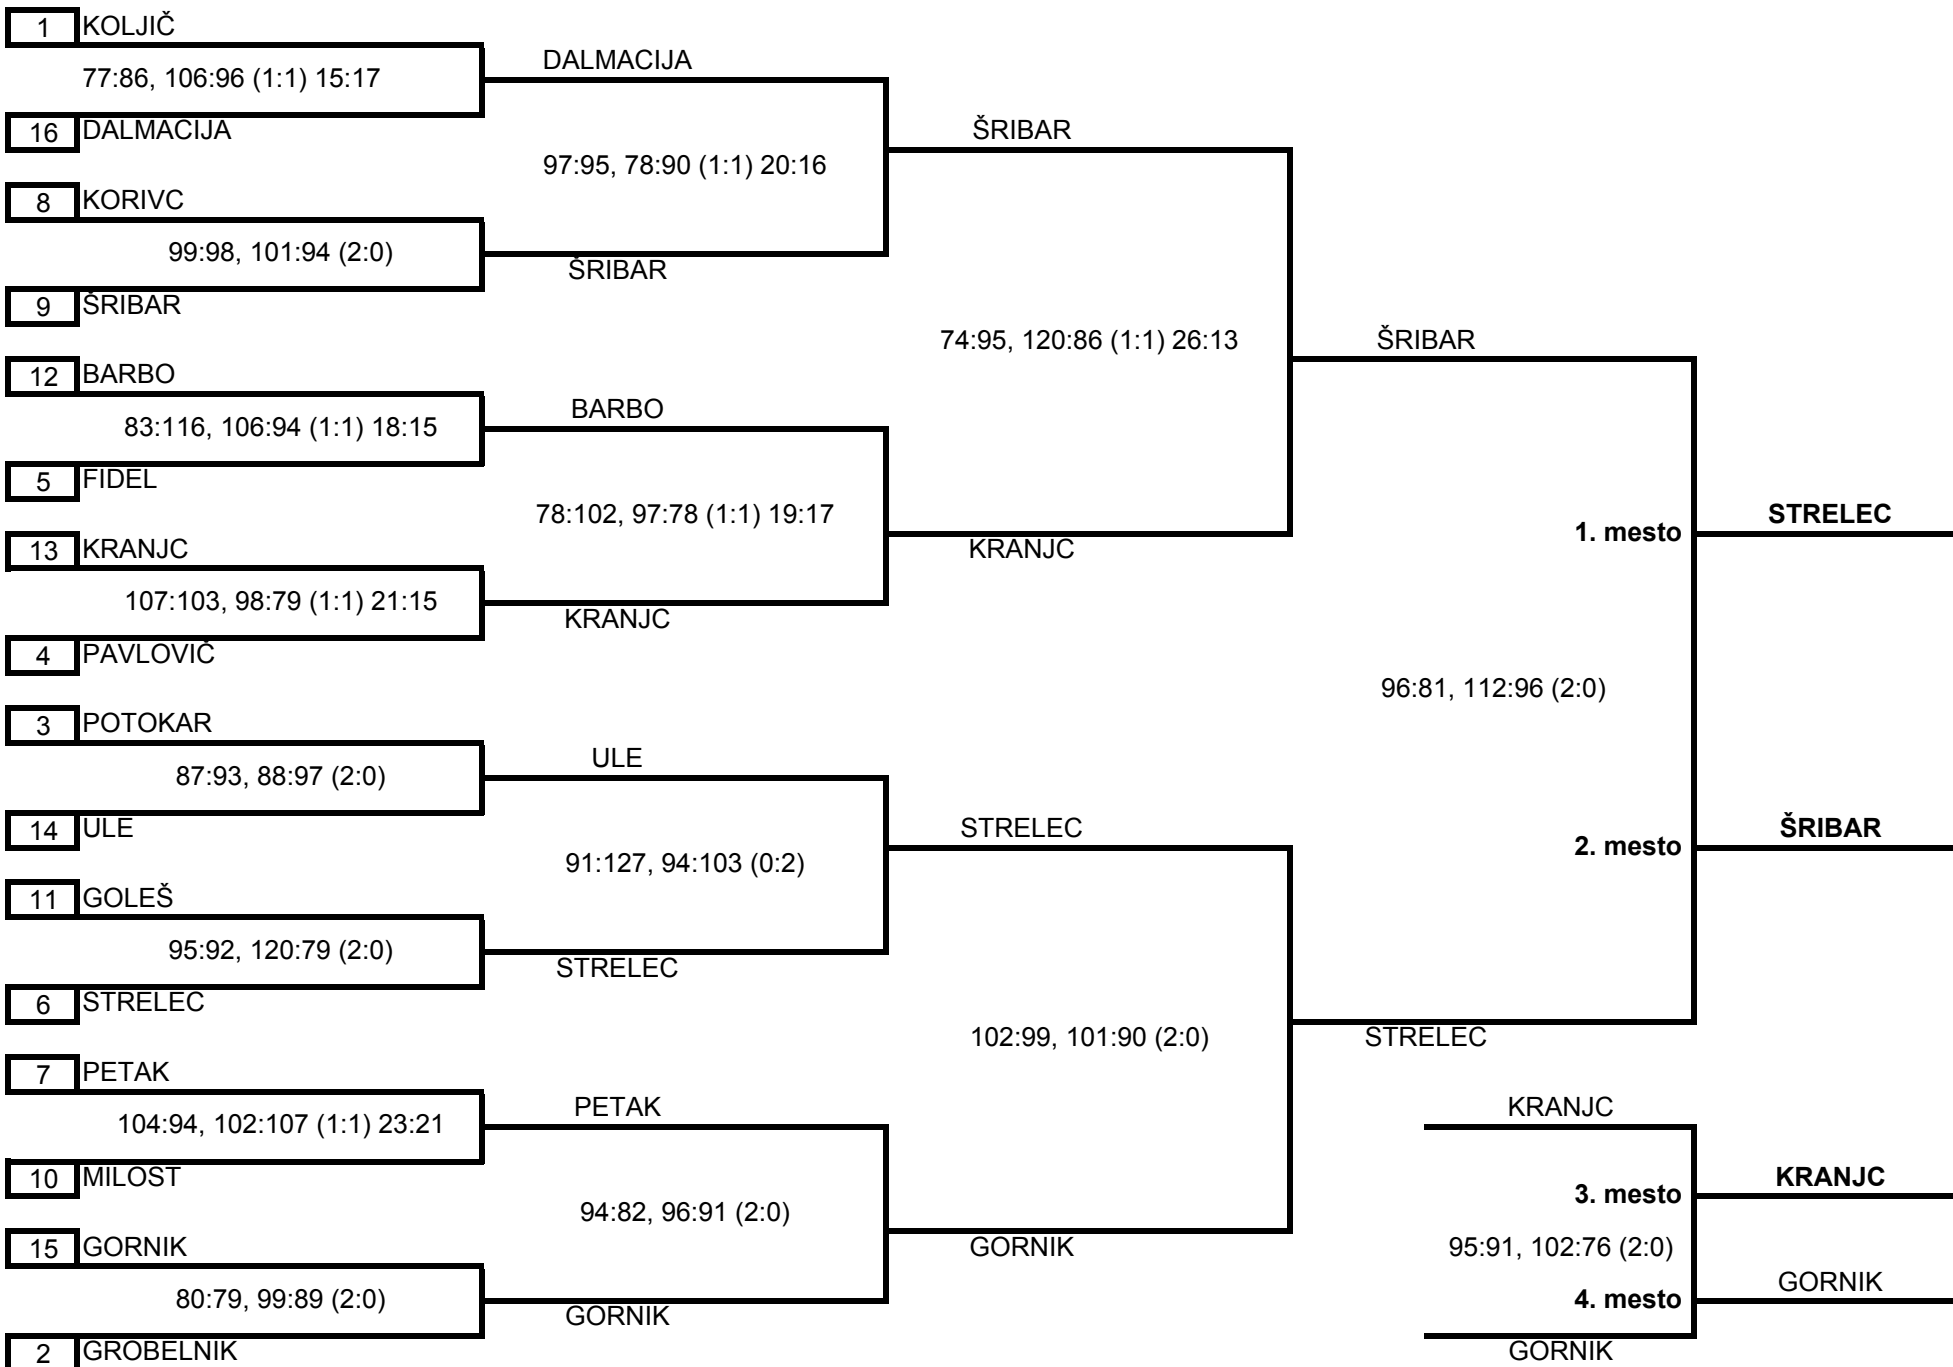 1 KOLJIČ
77:86, 106:96 (1:1) 15:17
16 DALMACIJA
8 KORIVC
99:98, 101:94 (2:0)
9 ŠRIBAR
12 BARBO
83:116, 106:94 (1:1) 18:15
5 FIDEL
13 KRANJC
107:103, 98:79 (1:1) 21:15
4 PAVLOVIČ
3 POTOKAR
87:93, 88:97 (2:0)
14 ULE
11 GOLEŠ
95:92, 120:79 (2:0)
6 STRELEC
7 PETAK
104:94, 102:107 (1:1) 23:21
10 MILOST
15 GORNIK
80:79, 99:89 (2:0)
2 GROBELNIK
DALMACIJA
97:95, 78:90 (1:1) 20:16
ŠRIBAR
BARBO
78:102, 97:78 (1:1) 19:17
KRANJC
ULE
91:127, 94:103 (0:2)
STRELEC
PETAK
94:82, 96:91 (2:0)
GORNIK
ŠRIBAR
74:95, 120:86 (1:1) 26:13
KRANJC
STRELEC
102:99, 101:90 (2:0)
GORNIK
ŠRIBAR
96:81, 112:96 (2:0)
STRELEC
1. mesto STRELEC
2. mesto ŠRIBAR
KRANJC
3. mesto KRANJC
95:91, 102:76 (2:0)
4. mesto GORNIK
GORNIK